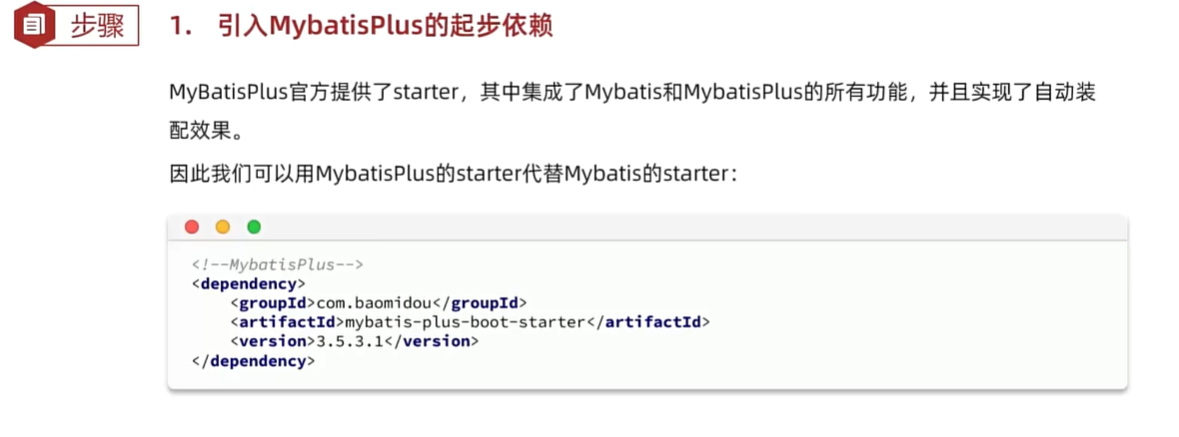 步骤
1. 引入MybatisPlus的起步依赖
MyBatisPlus官方提供了starter，其中集成了Mybatis和MybatisPlus的所有功能，并且实现了自动装
配效果。
因此我们可以用MybatisPlus的starter代替Mybatis的starter：
<!--MybatisPlus-->
<dependency>
    <groupId>com.baomidou</groupId>
    <artifactId>mybatis-plus-boot-starter</artifactId>
    <version>3.5.3.1</version>
</dependency>